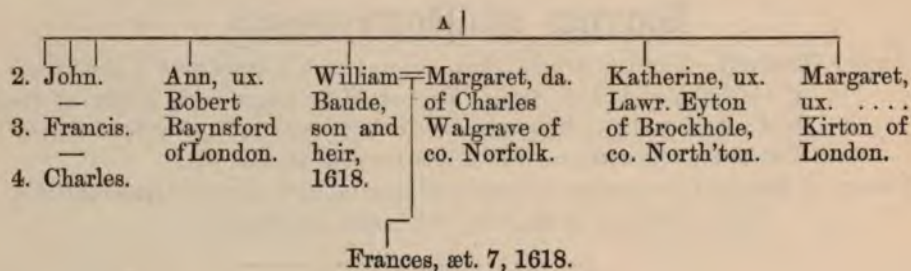 A
2. John.
—
3. Francis.
—
4. Charles.
Ann, ux.
Robert
Raynsford
of London.
William=Margaret, da.
Baude,
son and
heir,
1618.
of Charles
Walgrave of
co. Norfolk.
Katherine, ux.
Lawr. Eyton
of Brockhole,
co. North'ton.
Margaret,
ux. ....
Kirton of
London.
Frances, æt. 7, 1618.